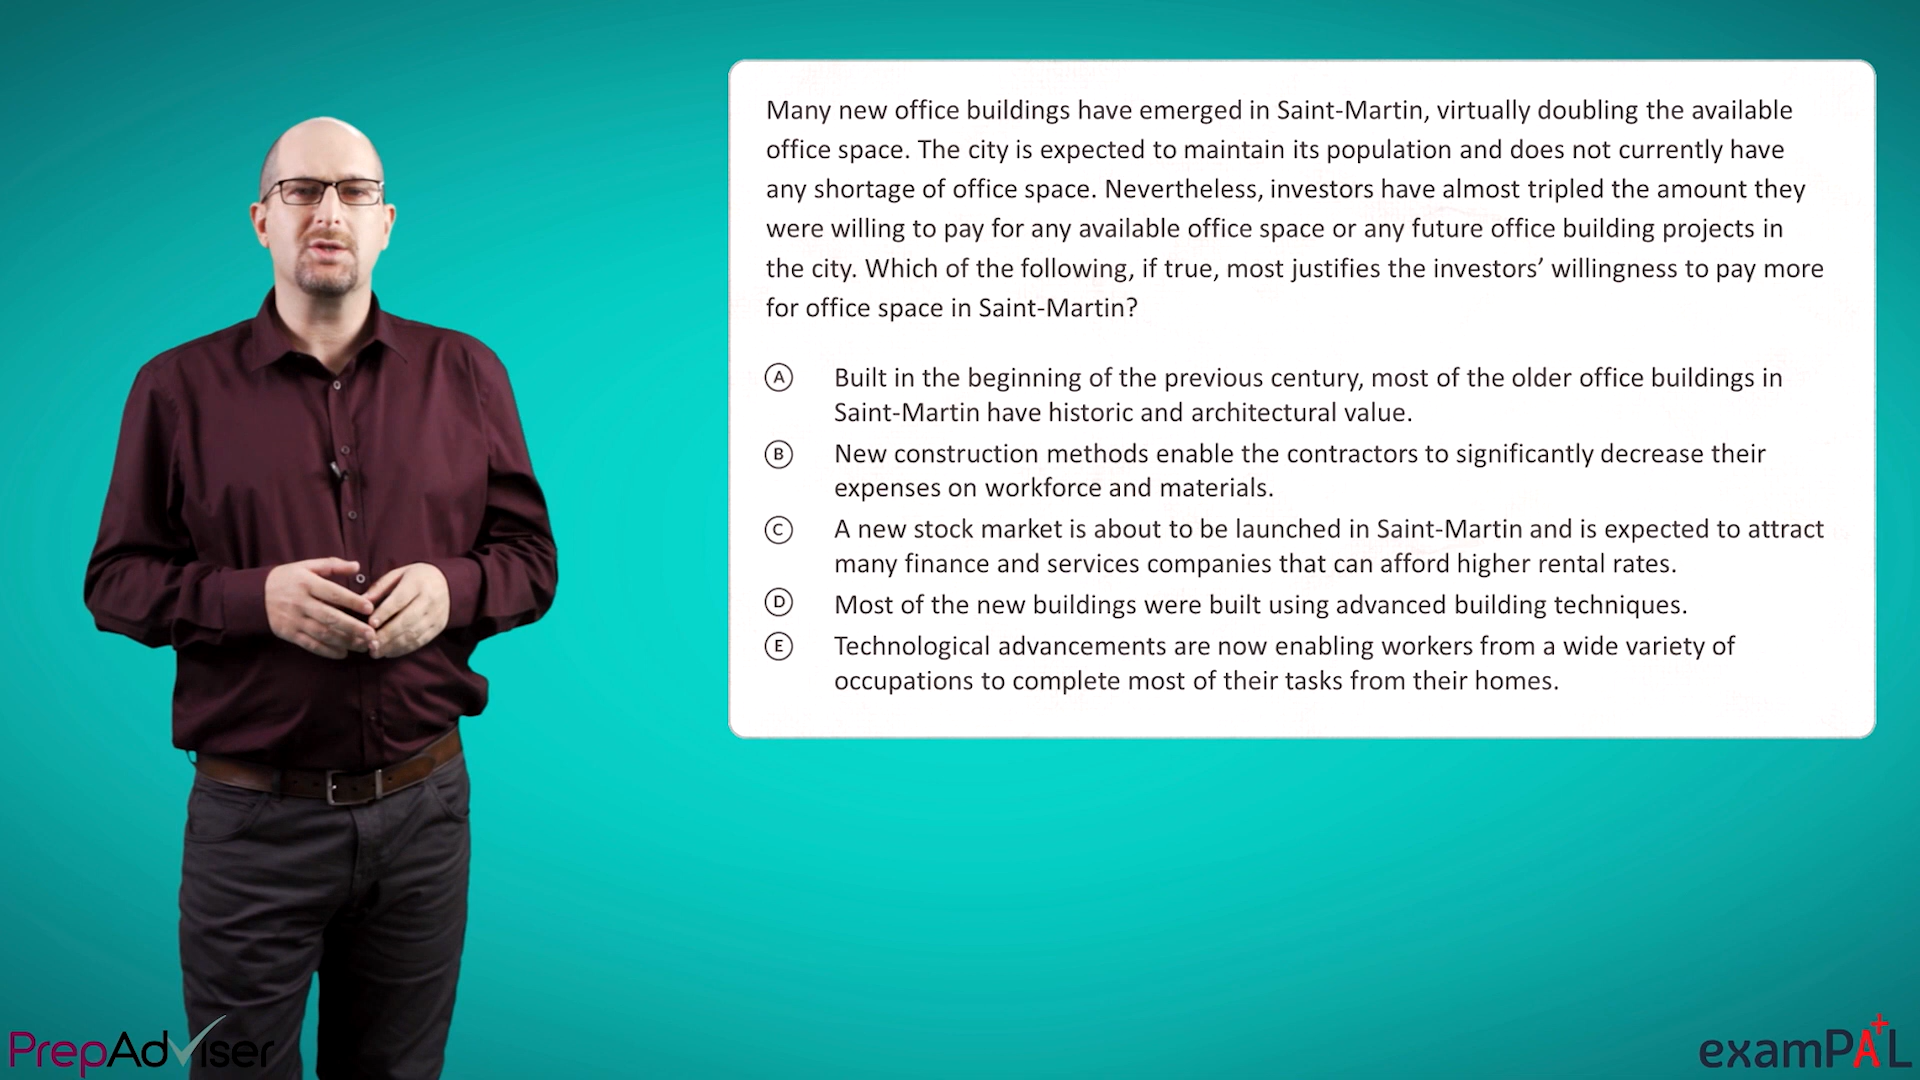 Many new office buildings have emerged in Saint-Martin, virtually doubling the available
office space. The city is expected to maintain its population and does not currently have
any shortage of office space. Nevertheless, investors have almost tripled the amount they
were willing to pay for any available office space or any future office building projects in
the city. Which of the following, if true, most justifies the investors’ willingness to pay more
for office space in Saint-Martin?
A Built in the beginning of the previous century, most of the older office buildings in
Saint-Martin have historic and architectural value.
B New construction methods enable the contractors to significantly decrease their
expenses on workforce and materials.
C A new stock market is about to be launched in Saint-Martin and is expected to attract
many finance and services companies that can afford higher rental rates.
D Most of the new buildings were built using advanced building techniques.
E Technological advancements are now enabling workers from a wide variety of
occupations to complete most of their tasks from their homes.
PrepAdviser
examPAL